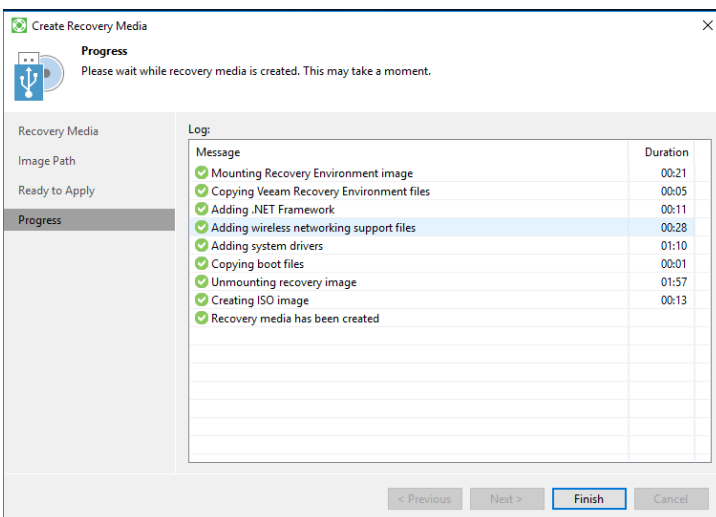 Create Recovery Media
Progress
Please wait while recovery media is created. This may take a moment.
Recovery Media
Image Path
Ready to Apply
Progress
Log:
Message Duration
Mounting Recovery Environment image 00:21
Copying Veeam Recovery Environment files 00:05
Adding .NET Framework 00:11
Adding wireless networking support files 00:28
Adding system drivers 01:10
Copying boot files 00:01
Unmounting recovery image 01:57
Creating ISO image 00:13
Recovery media has been created
< Previous Next > Finish Cancel